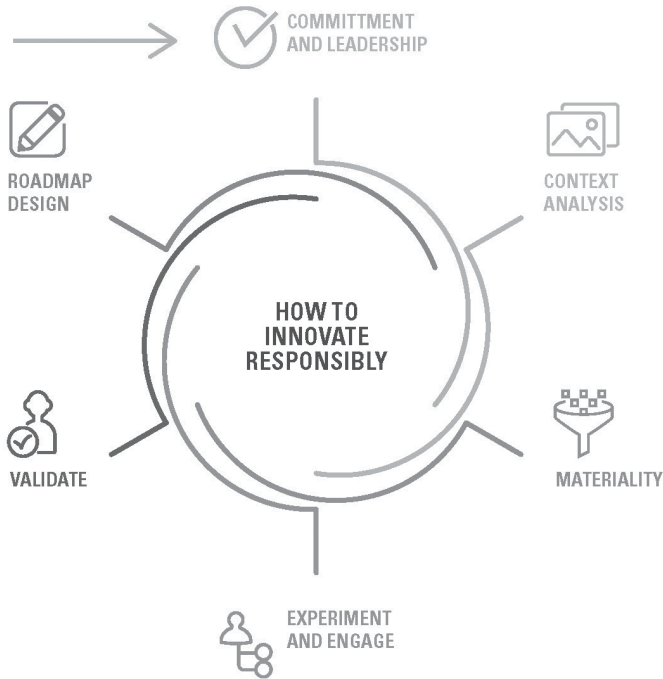 COMMITTMENT
AND LEADERSHIP
CONTEXT
ANALYSIS
MATERIALITY
EXPERIMENT
AND ENGAGE
VALIDATE
ROADMAP
DESIGN
HOW TO
INNOVATE
RESPONSIBLY